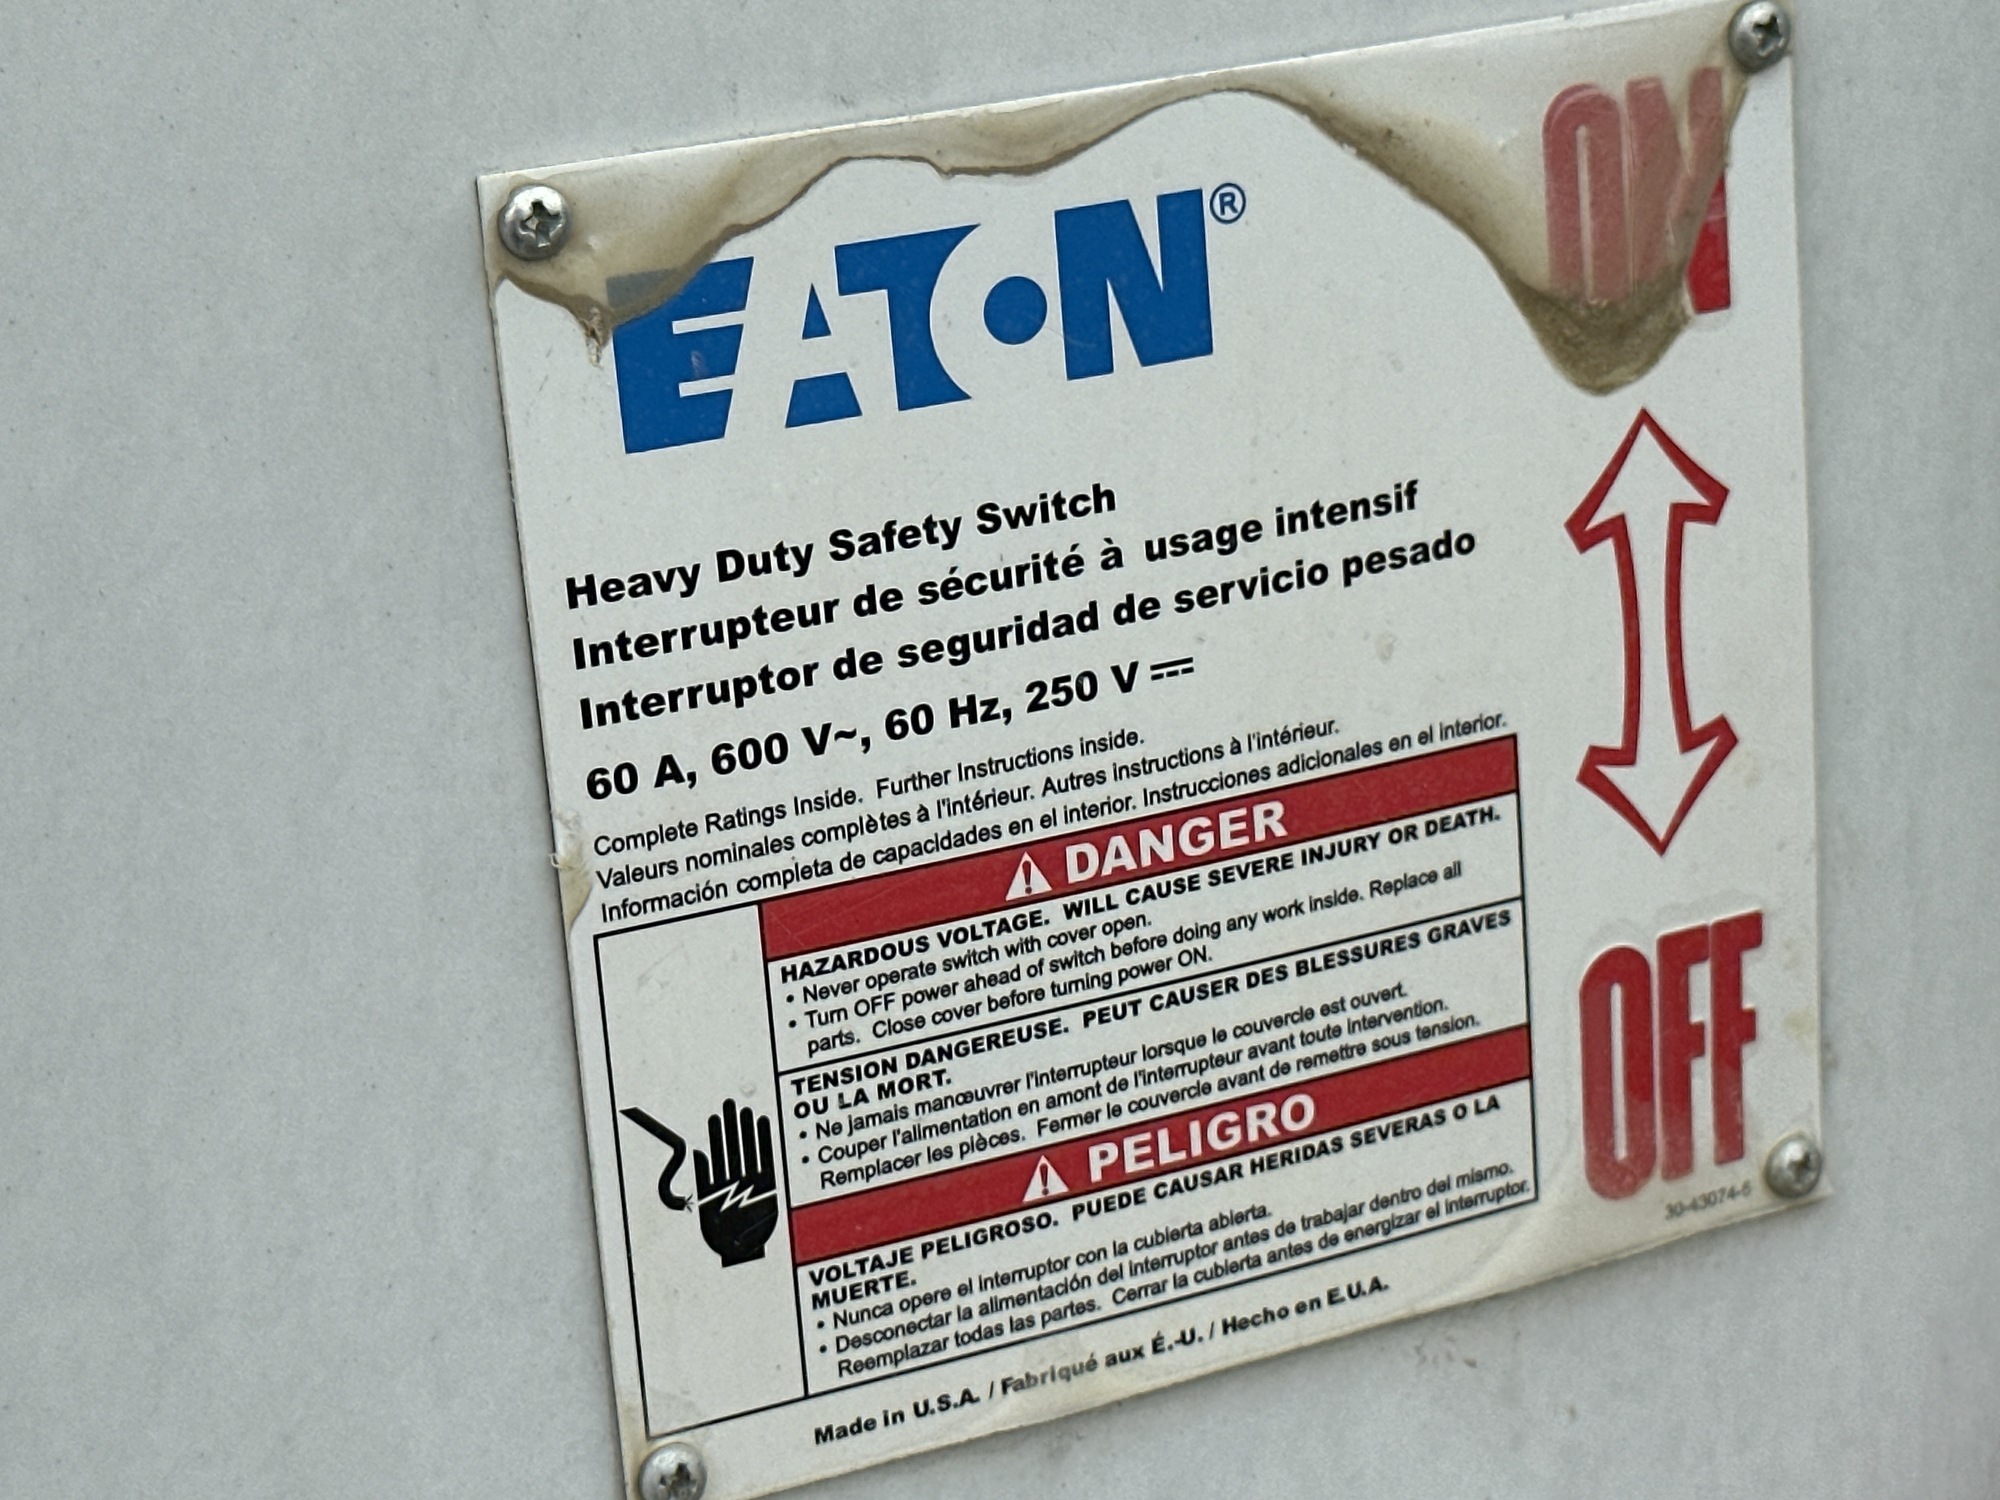 EATON®
ON
Heavy Duty Safety Switch
Interrupteur de sécurité à usage intensif
Interruptor de seguridad de servicio pesado
60 A, 600 V~, 60 Hz, 250 V ⎓
Complete Ratings Inside. Further Instructions inside.
Valeurs nominales complètes à l'intérieur. Autres instructions à l'intérieur.
Información completa de capacidades en el interior. Instrucciones adicionales en el interior.
⚠ DANGER
HAZARDOUS VOLTAGE. WILL CAUSE SEVERE INJURY OR DEATH.
• Never operate switch with cover open.
• Turn OFF power ahead of switch before doing any work inside. Replace all
parts. Close cover before turning power ON.
TENSION DANGEREUSE. PEUT CAUSER DES BLESSURES GRAVES
OU LA MORT.
• Ne jamais manœuvrer l'interrupteur lorsque le couvercle est ouvert.
• Couper l'alimentation en amont de l'interrupteur avant toute intervention.
Remplacer les pièces. Fermer le couvercle avant de remettre sous tension.
⚠ PELIGRO
VOLTAJE PELIGROSO. PUEDE CAUSAR HERIDAS SEVERAS O LA
MUERTE.
• Nunca opere el interruptor con la cubierta abierta.
• Desconectar la alimentación del interruptor antes de trabajar dentro del mismo.
Reemplazar todas las partes. Cerrar la cubierta antes de energizar el interruptor.
OFF
30-43074-6
Made in U.S.A. / Fabriqué aux É.-U. / Hecho en E.U.A.